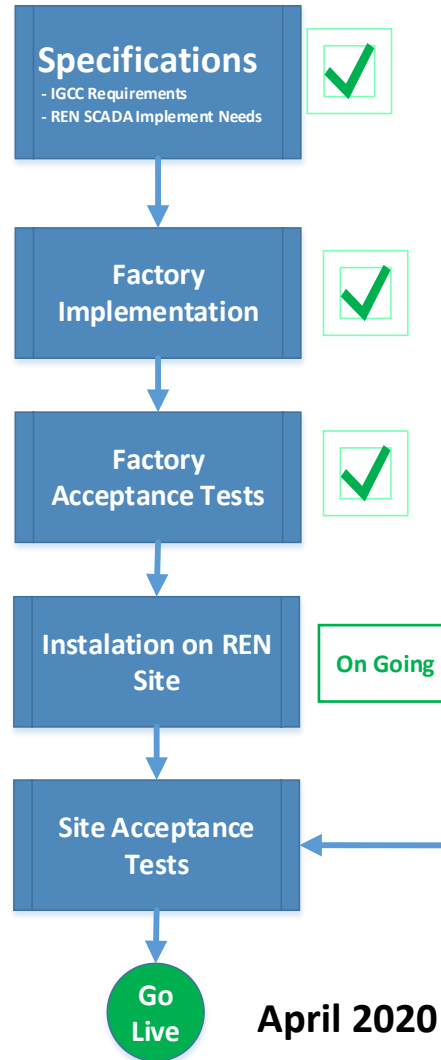 Specifications
- IGCC Requirements
- REN SCADA Implement Needs
Factory
Implementation
Factory
Acceptance Tests
Instalation on REN
Site
On Going
Site Acceptance
Tests
Go
Live
April 2020